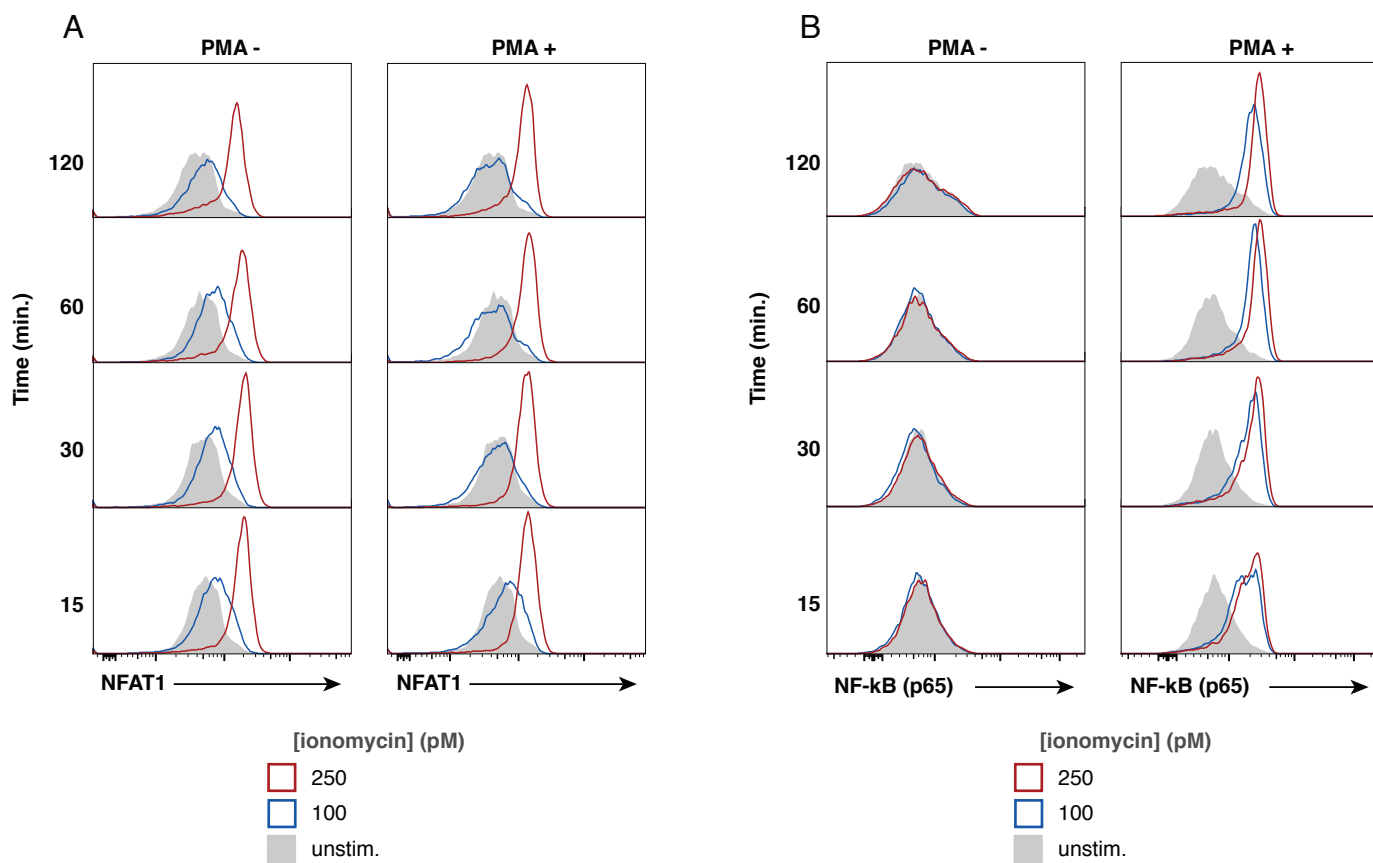 A
PMA -
PMA +
Time (min.)
120
60
30
15
NFAT1
NFAT1
[ionomycin] (pM)
250
100
unstim.
B
PMA -
PMA +
Time (min.)
120
60
30
15
NF-kB (p65)
NF-kB (p65)
[ionomycin] (pM)
250
100
unstim.